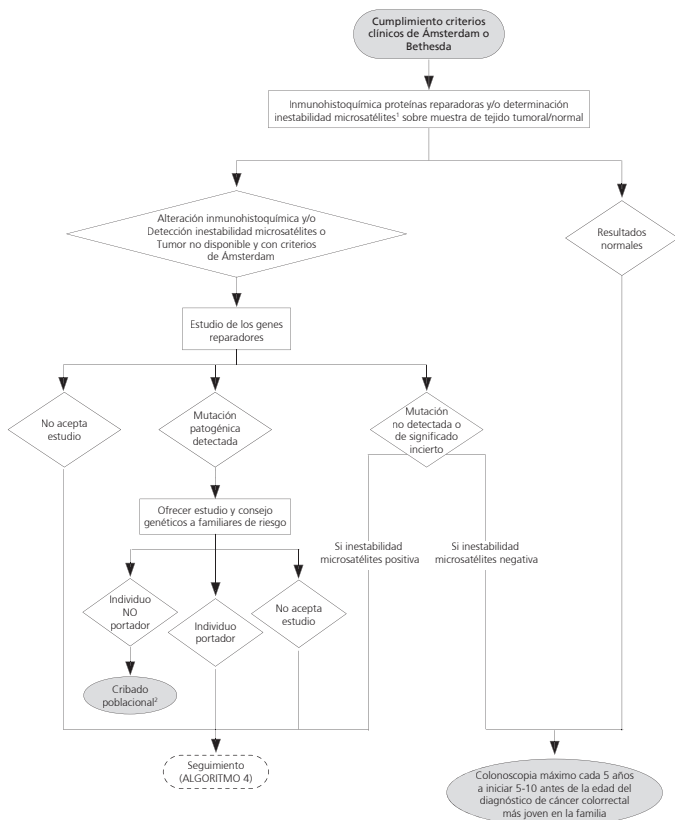 Cumplimiento criterios
clínicos de Ámsterdam o
Bethesda
Inmunohistoquímica proteínas reparadoras y/o determinación
inestabilidad microsatélites¹ sobre muestra de tejido tumoral/normal
Alteración inmunohistoquímica y/o
Detección inestabilidad microsatélites o
Tumor no disponible y con criterios
de Ámsterdam
Resultados
normales
Estudio de los genes
reparadores
No acepta
estudio
Mutación
patogénica
detectada
Mutación
no detectada o
de significado
incierto
Ofrecer estudio y consejo
genéticos a familiares de riesgo
Si inestabilidad
microsatélites positiva
Si inestabilidad
microsatélites negativa
Individuo
NO
portador
Individuo
portador
No acepta
estudio
Cribado
poblacional²
Seguimiento
(ALGORITMO 4)
Colonoscopia máximo cada 5 años
a iniciar 5-10 antes de la edad del
diagnóstico de cáncer colorrectal
más joven en la familia